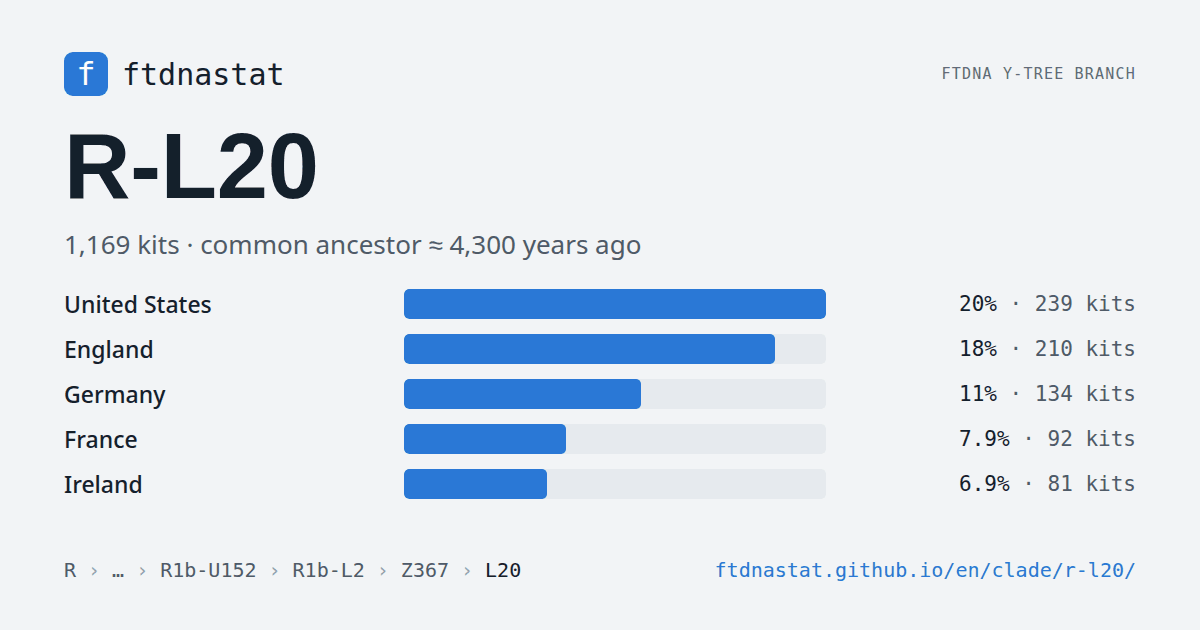 f ftdnastat
FTDNA Y-TREE BRANCH
R-L20
1,169 kits · common ancestor ≈ 4,300 years ago
United States 20% · 239 kits
England 18% · 210 kits
Germany 11% · 134 kits
France 7.9% · 92 kits
Ireland 6.9% · 81 kits
R › … › R1b-U152 › R1b-L2 › Z367 › L20
ftdnastat.github.io/en/clade/r-l20/